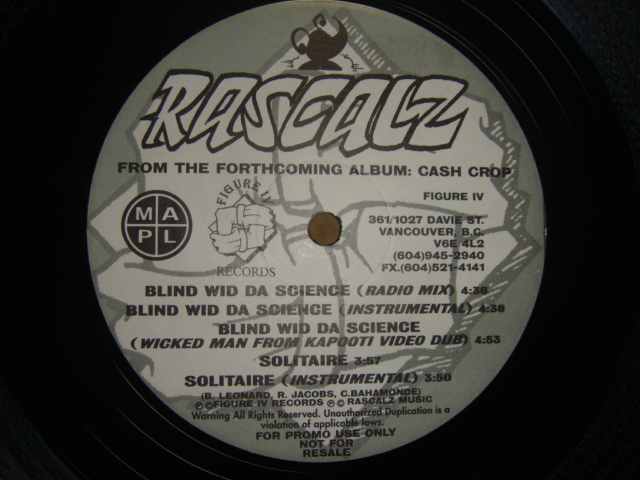 RASCALZ
FROM THE FORTHCOMING ALBUM: CASH CROP
FIGURE IV
361/1027 DAVIE ST.
VANCOUVER, B.C.
V6E 4L2
(604)945-2940
FX.(604)521-4141
M A
P L
FIGURE IV
RECORDS
BLIND WID DA SCIENCE (RADIO MIX) 4:36
BLIND WID DA SCIENCE (INSTRUMENTAL) 4:36
BLIND WID DA SCIENCE
(WICKED MAN FROM KAPOOTI VIDEO DUB) 4:53
SOLITAIRE 3:57
SOLITAIRE (INSTRUMENTAL) 3:50
(B. LEONARD, R. JACOBS, C.BAHAMONDE)
℗©FIGURE IV RECORDS ℗© RASCALZ MUSIC
Warning All Rights Reserved. Unauthorized Duplication is a
violation of applicable laws.
FOR PROMO USE ONLY
NOT FOR
RESALE